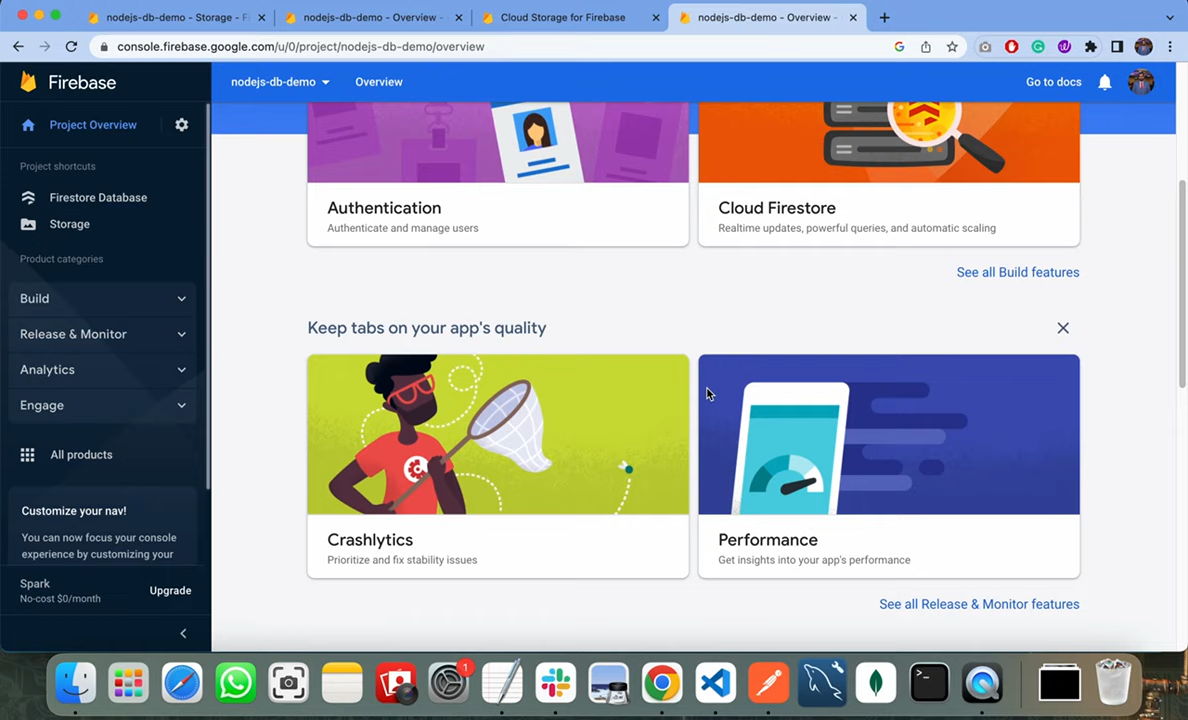 nodejs-db-demo - Storage - F
nodejs-db-demo - Overview -
Cloud Storage for Firebase
nodejs-db-demo - Overview -
console.firebase.google.com/u/0/project/nodejs-db-demo/overview
Firebase
nodejs-db-demo
Overview
Go to docs
Project Overview
Project shortcuts
Firestore Database
Storage
Product categories
Build
Release & Monitor
Analytics
Engage
All products
Customize your nav!
You can now focus your console
experience by customizing your
Spark
No-cost $0/month
Upgrade
Authentication
Authenticate and manage users
Cloud Firestore
Realtime updates, powerful queries, and automatic scaling
See all Build features
Keep tabs on your app's quality
Crashlytics
Prioritize and fix stability issues
Performance
Get insights into your app's performance
See all Release & Monitor features
1